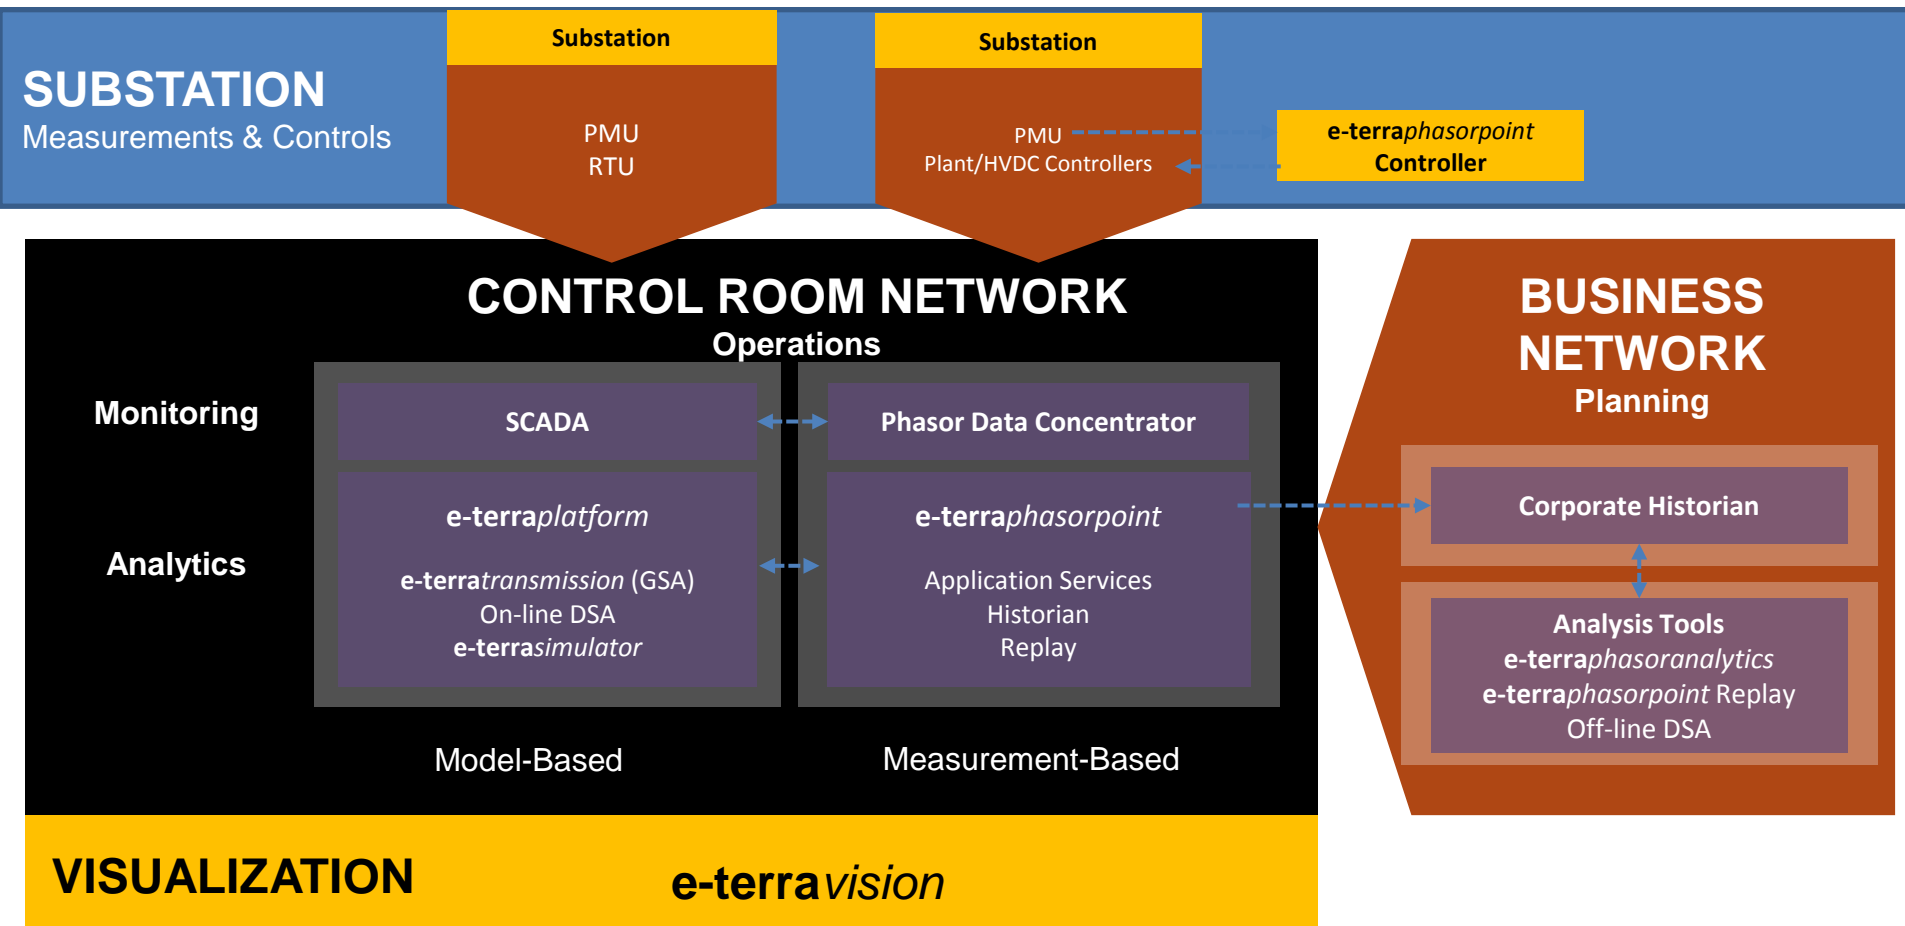 SUBSTATION
Measurements & Controls
Substation
PMU
RTU
Substation
PMU
Plant/HVDC Controllers
e-terraphasorpoint
Controller
CONTROL ROOM NETWORK
Operations
Monitoring
SCADA
Phasor Data Concentrator
Analytics
e-terraplatform
e-terratransmission (GSA)
On-line DSA
e-terrasimulator
e-terraphasorpoint
Application Services
Historian
Replay
Model-Based
Measurement-Based
BUSINESS
NETWORK
Planning
Corporate Historian
Analysis Tools
e-terraphasoranalytics
e-terraphasorpoint Replay
Off-line DSA
VISUALIZATION
e-terravision